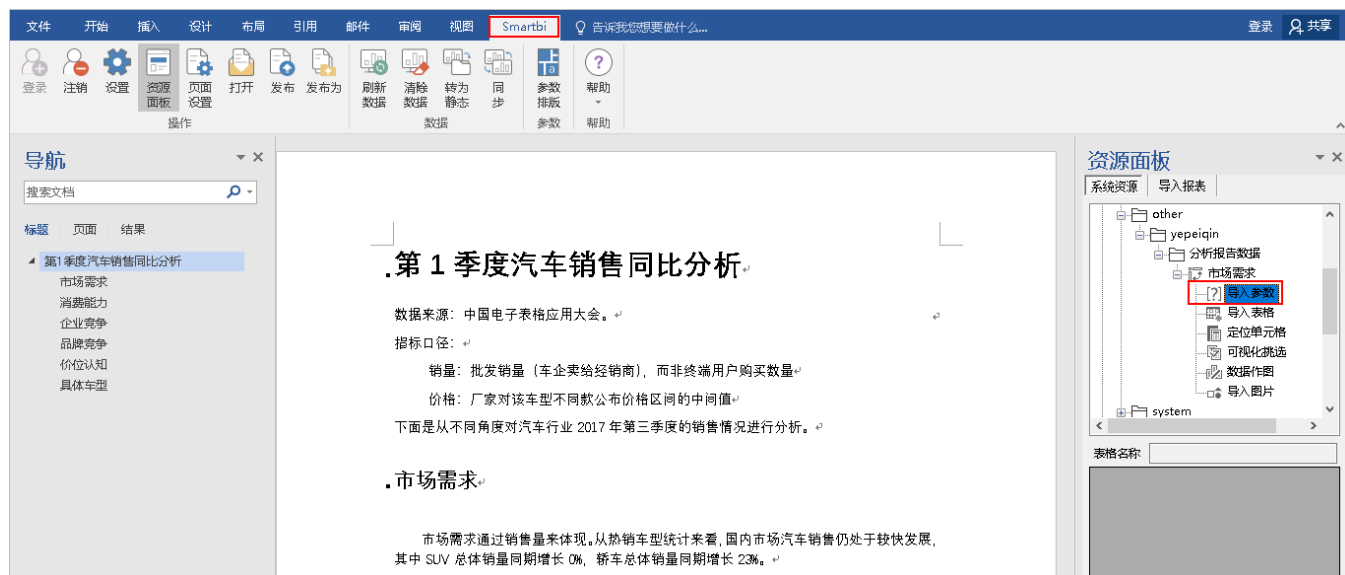 文件 开始 插入 设计 布局 引用 邮件 审阅 视图 Smartbi 告诉我您想要做什么... 登录 共享
登录 注销 设置 资源面板 页面设置 打开 发布 发布为 刷新数据 清除数据 转为静态 同步 参数排版 帮助
操作 数据 参数 帮助
导航
搜索文档
标题 页面 结果
第1季度汽车销售同比分析
市场需求
消费能力
企业竞争
品牌竞争
价位认知
具体车型
第 1 季度汽车销售同比分析
数据来源：中国电子表格应用大会。
指标口径：
销量：批发销量（车企卖给经销商），而非终端用户购买数量
价格：厂家对该车型不同款公布价格区间的中间值
下面是从不同角度对汽车行业 2017 年第三季度的销售情况进行分析。
市场需求
市场需求通过销售量来体现。从热销车型统计来看，国内市场汽车销售仍处于较快发展，
其中 SUV 总体销量同期增长 0%，轿车总体销量同期增长 23%。
资源面板
系统资源 导入报表
other
yepeiqin
分析报告数据
市场需求
[?] 导入参数
导入表格
定位单元格
可视化挑选
数据作图
导入图片
system
表格名称